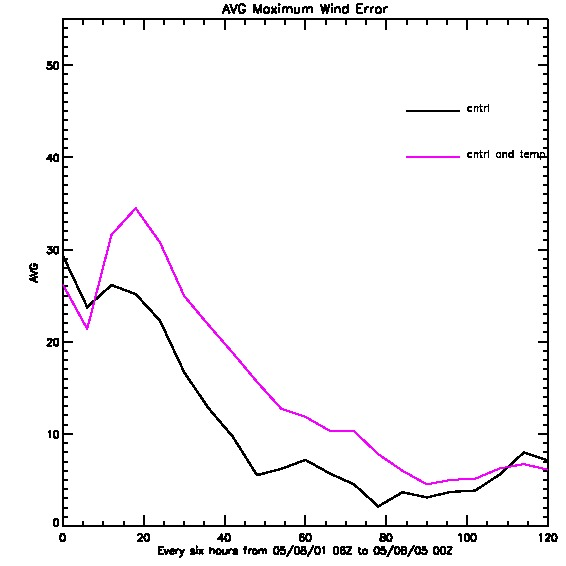 AVG Maximum Wind Error
50
cntrl
cntrl and temp
40
30
AVG
20
10
0
0 20 40 60 80 100 120
Every six hours from 05/08/01 06Z to 05/08/05 00Z